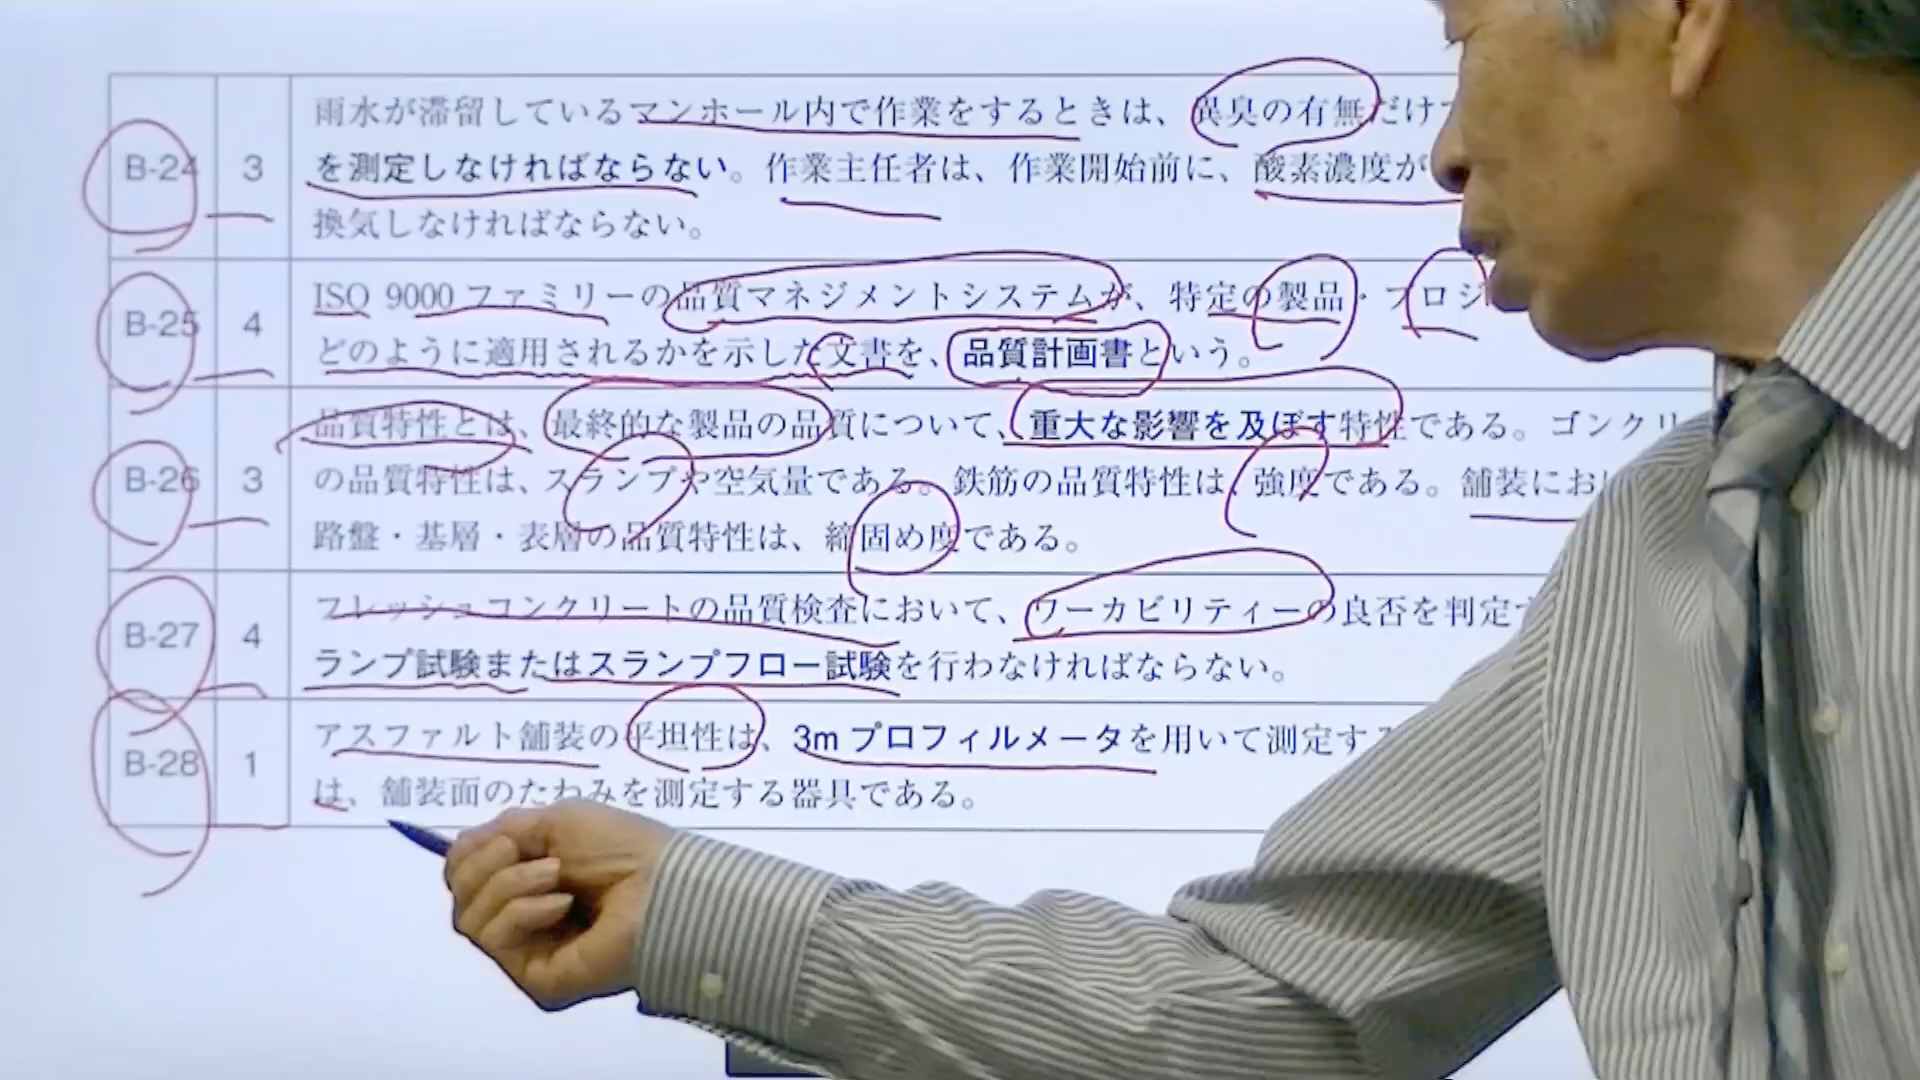 B-24 3 雨水が滞留しているマンホール内で作業をするときは、異臭の有無だけで
を測定しなければならない。作業主任者は、作業開始前に、酸素濃度が
換気しなければならない。
B-25 4 ISO 9000 ファミリーの品質マネジメントシステムが、特定の製品・プロジ
どのように適用されるかを示した文書を、品質計画書という。
B-26 3 品質特性とは、最終的な製品の品質について、重大な影響を及ぼす特性である。コンクリ
の品質特性は、スランプや空気量である。鉄筋の品質特性は、強度である。舗装におけ
路盤・基層・表層の品質特性は、締固め度である。
B-27 4 フレッシュコンクリートの品質検査において、ワーカビリティーの良否を判定す
ランプ試験またはスランプフロー試験を行わなければならない。
B-28 1 アスファルト舗装の平坦性は、3m プロフィルメータを用いて測定する
は、舗装面のたわみを測定する器具である。